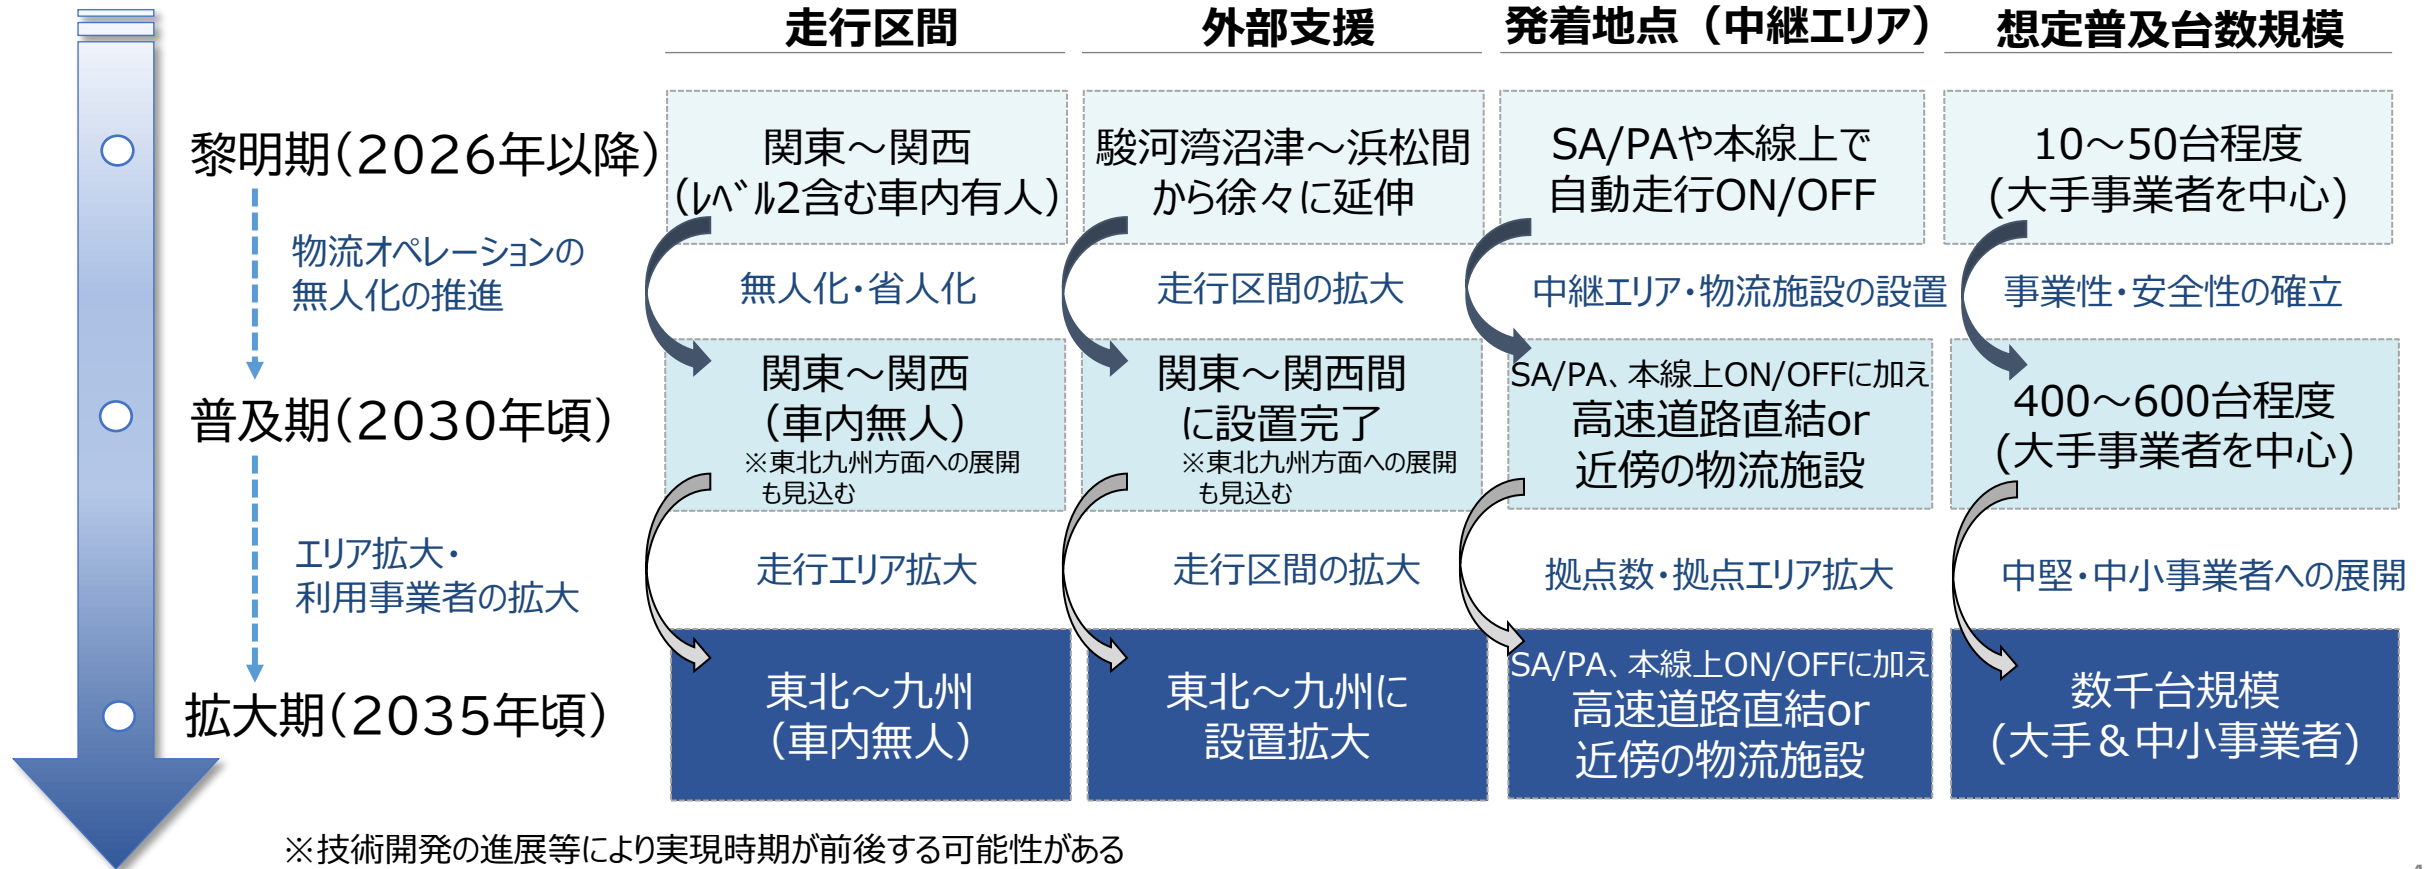 走行区間
外部支援
発着地点（中継エリア）
想定普及台数規模
黎明期（2026年以降）
関東～関西
（ﾚﾍﾞﾙ2含む車内有人）
駿河湾沼津～浜松間
から徐々に延伸
SA/PAや本線上で
自動走行ON/OFF
10～50台程度
(大手事業者を中心)
物流オペレーションの
無人化の推進
無人化・省人化
走行区間の拡大
中継エリア・物流施設の設置
事業性・安全性の確立
普及期（2030年頃）
関東～関西
（車内無人）
※東北九州方面への展開
も見込む
関東～関西間
に設置完了
※東北九州方面への展開
も見込む
SA/PA、本線上ON/OFFに加え
高速道路直結or
近傍の物流施設
400～600台程度
(大手事業者を中心)
エリア拡大・
利用事業者の拡大
走行エリア拡大
走行区間の拡大
拠点数・拠点エリア拡大
中堅・中小事業者への展開
拡大期（2035年頃）
東北～九州
（車内無人）
東北～九州に
設置拡大
SA/PA、本線上ON/OFFに加え
高速道路直結or
近傍の物流施設
数千台規模
(大手＆中小事業者)
※技術開発の進展等により実現時期が前後する可能性がある